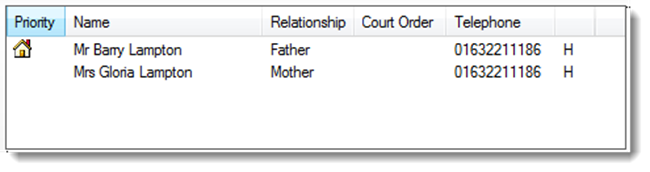 Priority Name Relationship Court Order Telephone
Mr Barry Lampton Father 01632211186 H
Mrs Gloria Lampton Mother 01632211186 H